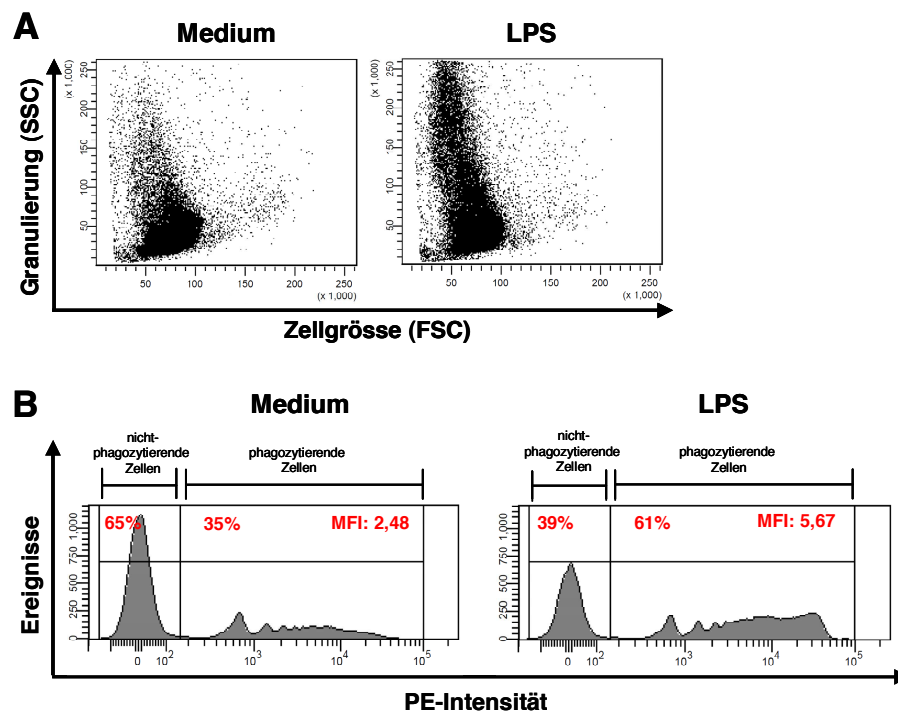 A
Medium
LPS
Granulierung (SSC)
(x 1,000)
250
200
150
100
50
50 100 150 200 250
(x 1,000)
(x 1,000)
250
200
150
100
50
50 100 150 200 250
(x 1,000)
Zellgrösse (FSC)
B
Medium
LPS
nicht-
phagozytierende
Zellen
phagozytierende
Zellen
nicht-
phagozytierende
Zellen
phagozytierende
Zellen
Ereignisse
65% 35% MFI: 2,48
1,000
750
500
250
0
0 10² 10³ 10⁴ 10⁵
39% 61% MFI: 5,67
1,000
750
500
250
0
0 10² 10³ 10⁴ 10⁵
PE-Intensität